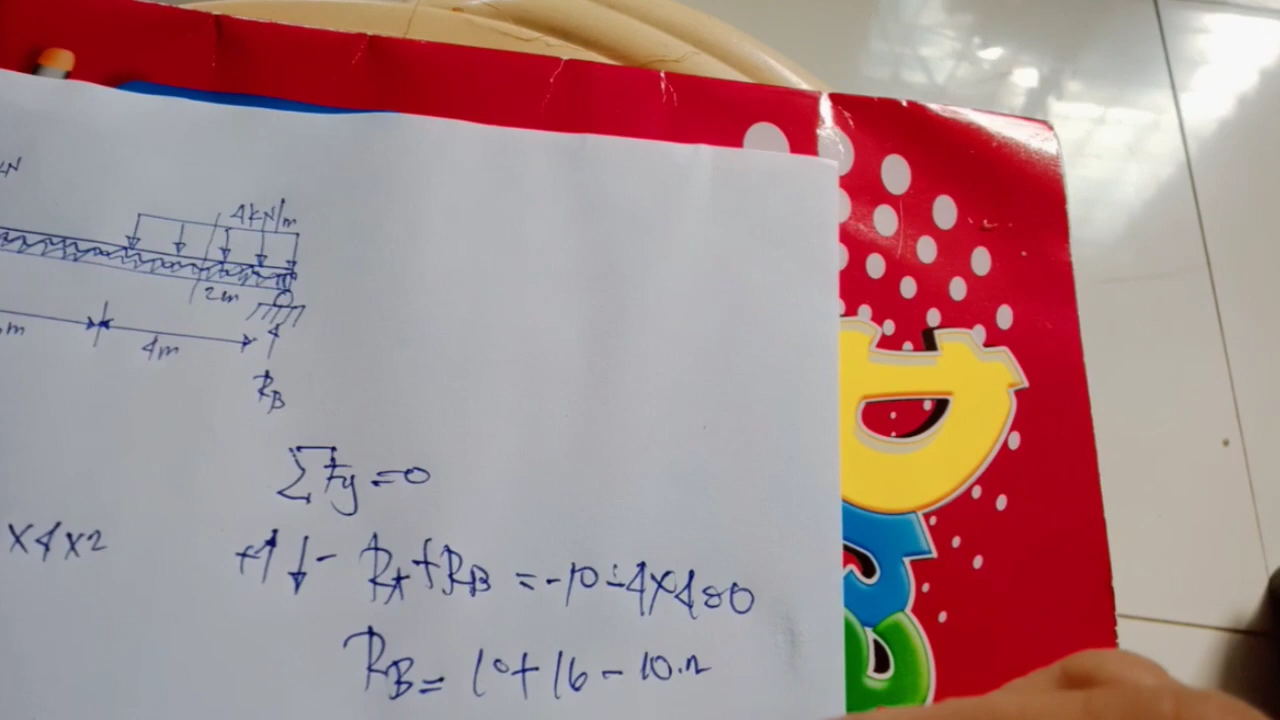 4kN/m
2m
m
4m
RB
ΣFy=0
x4x2
+↑↓- RA+RB = -10-4x4=0
RB= 10+16-10.2